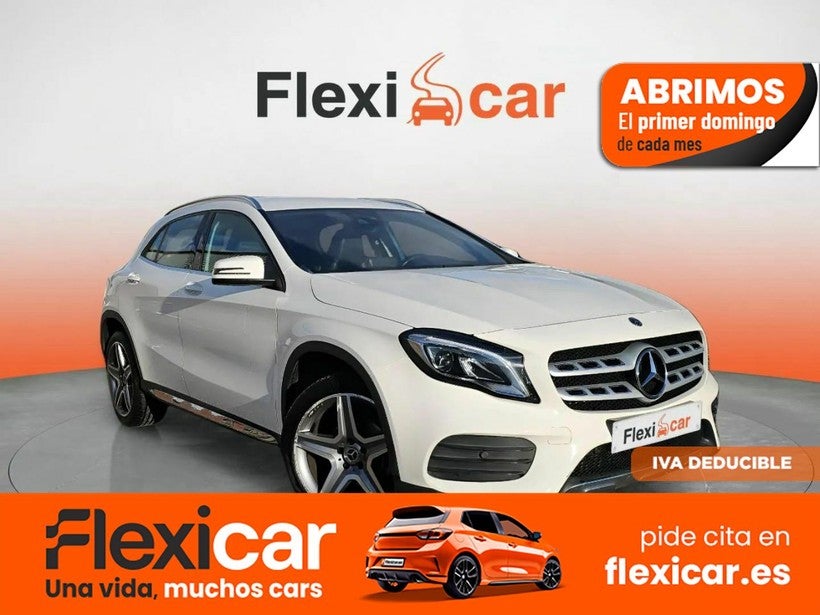 Flexicar
ABRIMOS
El primer domingo
de cada mes
Flexicar
IVA DEDUCIBLE
Flexicar
Una vida, muchos cars
pide cita en
flexicar.es